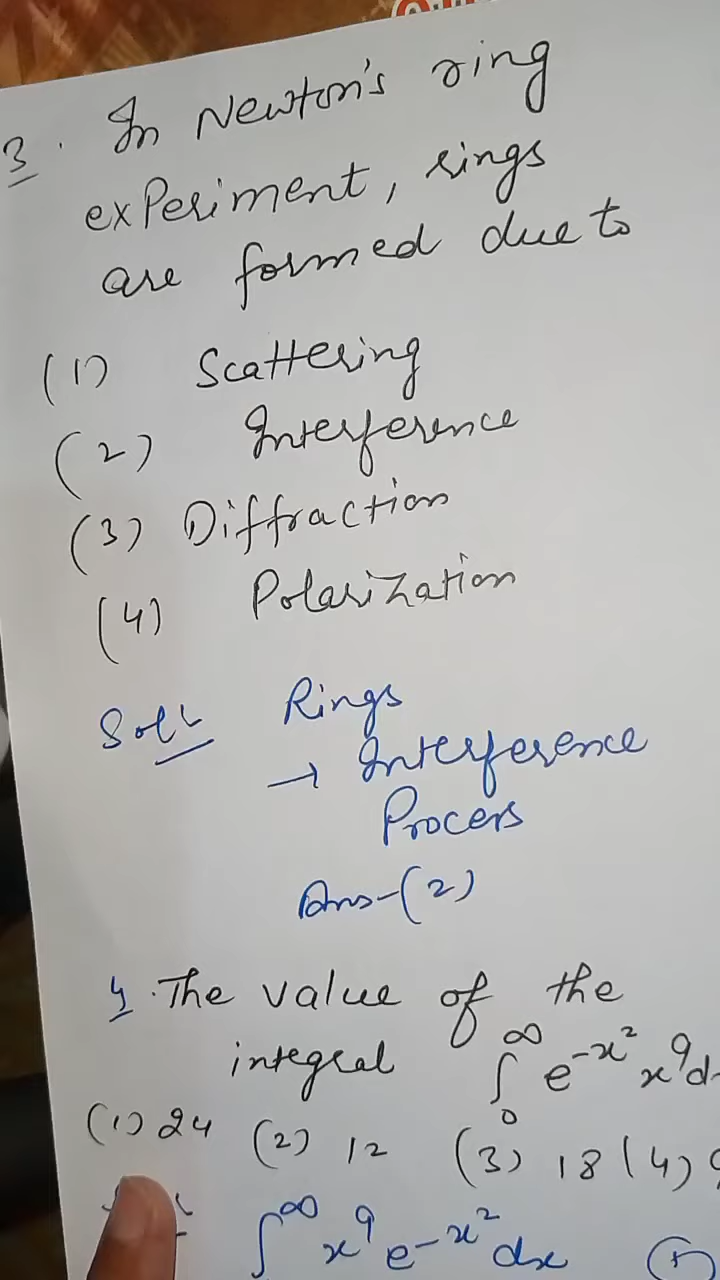 3. In Newton's ring
experiment, rings
are formed due to
(1) Scattering
(2) Interference
(3) Diffraction
(4) Polarization
Rings
→ Interference
Process
Ans-(2)
4. The value of the
integral ∫₀^∞ e^{-x²} x⁹
(1) 24 (2) 12 (3) 18 (4)
∫^∞ x⁹ e^{-x²} dx